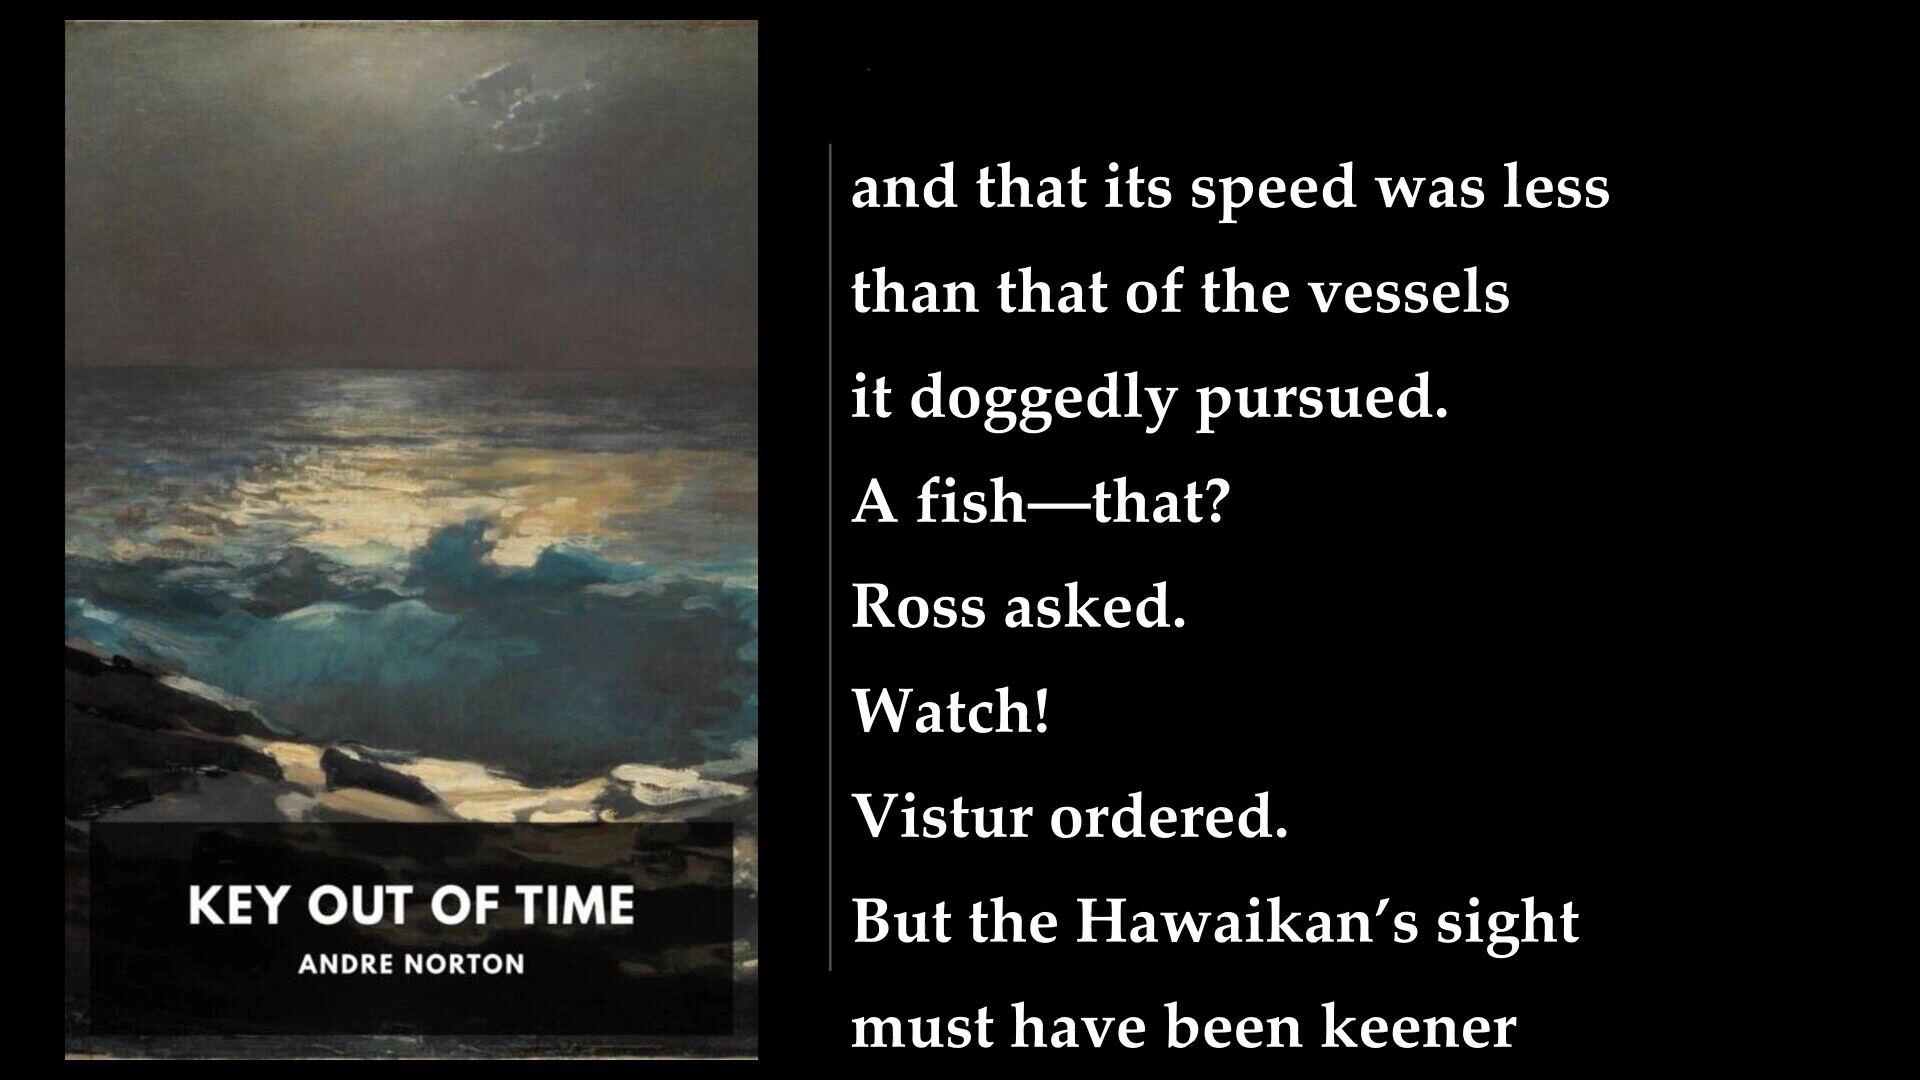 KEY OUT OF TIME
ANDRE NORTON
and that its speed was less
than that of the vessels
it doggedly pursued.
A fish—that?
Ross asked.
Watch!
Vistur ordered.
But the Hawaikan’s sight
must have been keener